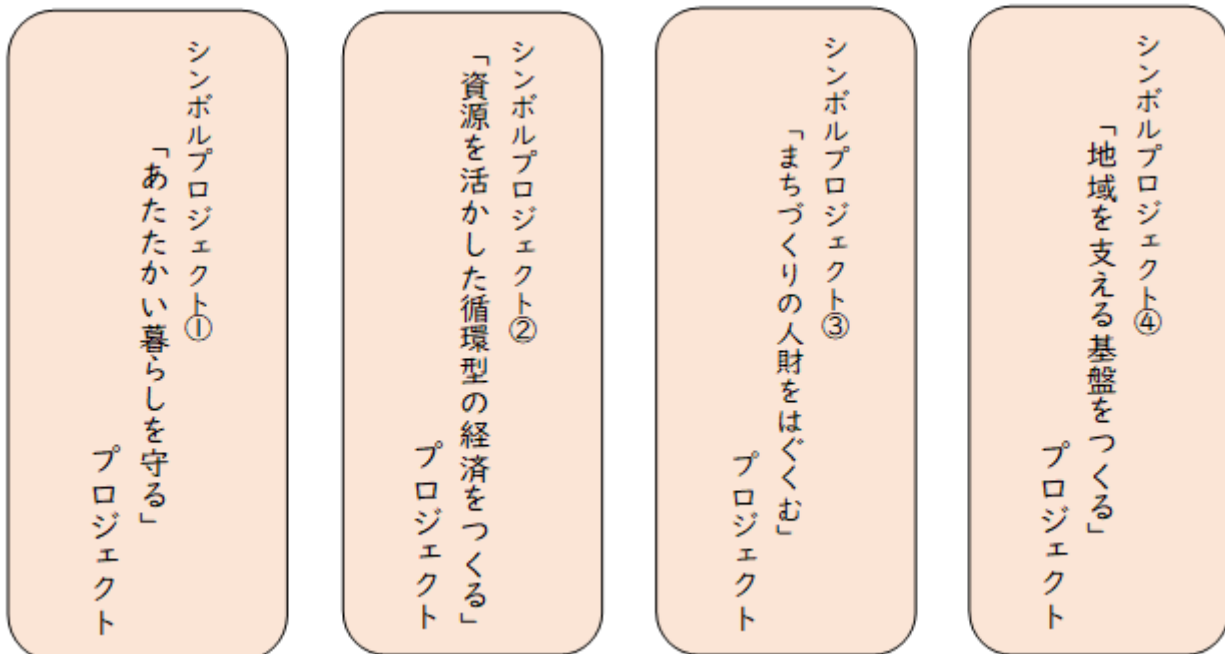 シンボルプロジェクト①
「あたたかい暮らしを守る」
プロジェクト
シンボルプロジェクト②
「資源を活かした循環型の経済をつくる」
プロジェクト
シンボルプロジェクト③
「まちづくりの人財をはぐくむ」
プロジェクト
シンボルプロジェクト④
「地域を支える基盤をつくる」
プロジェクト